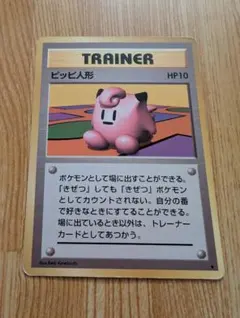 TRAINER
ピッピ人形 HP10
ポケモンとして場に出すことができる。
「きぜつ」しても「きぜつ」ポケモン
としてカウントされない。自分の番
で好きなときにすてることができる。
場に出ているとき以外は、トレーナー
カードとしてあつかう。